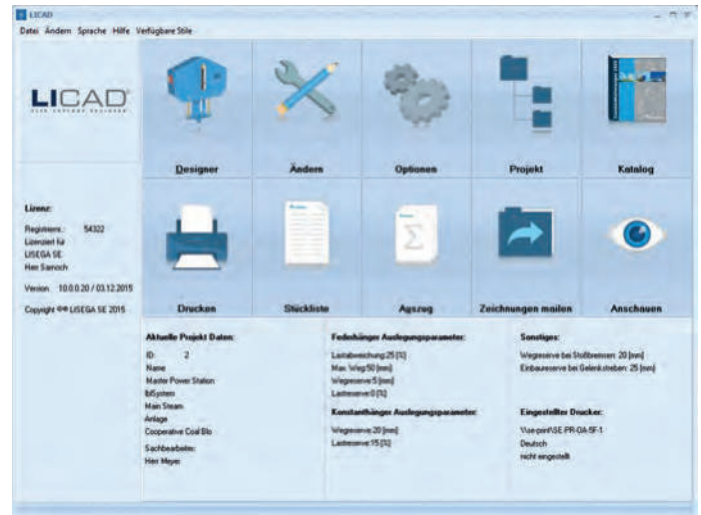 LICAD
Datei Ändern Sprache Hilfe Verfügbare Stile
LICAD
Designer
Ändern
Optionen
Projekt
Katalog
Lizenz:
Registriernr.: 54322
Lizenziert für
LISEGA SE
Herr Sarnoch
Version 10.0.0.20 / 03.12.2015
Copyright ©® LISEGA SE 2015
Drucken
Stückliste
Auszug
Zeichnungen mailen
Anschauen
Aktuelle Projekt Daten:
ID: 2
Name
Master Power Station
lblSystem
Main Steam
Anlage
Cooperative Coal Blo
Sachbearbeiter:
Herr Meyer
Federhänger Auslegungsparameter:
Lastabweichung:25 [%]
Max. Weg:50 [mm]
Wegreserve:5 [mm]
Lastreserve:0 [%]
Konstanthänger Auslegungsparameter:
Wegreserve:20 [mm]
Lastreserve:15 [%]
Sonstiges:
Wegreserve bei Stoßbremsen: 20 [mm]
Einbaureserve bei Gelenkstreben: 25 [mm]
Eingestellter Drucker:
Deutsch
nicht eingestellt